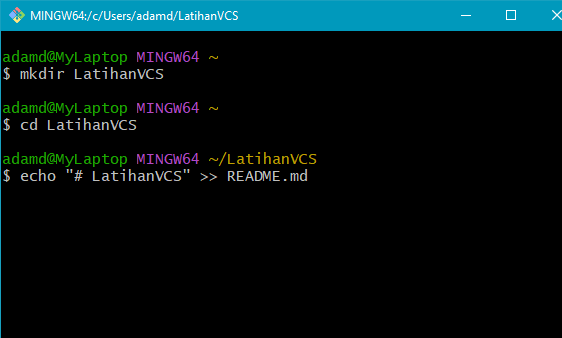 MINGW64:/c/Users/adamd/LatihanVCS
adamd@MyLaptop MINGW64 ~
$ mkdir LatihanVCS
adamd@MyLaptop MINGW64 ~
$ cd LatihanVCS
adamd@MyLaptop MINGW64 ~/LatihanVCS
$ echo "# LatihanVCS" >> README.md